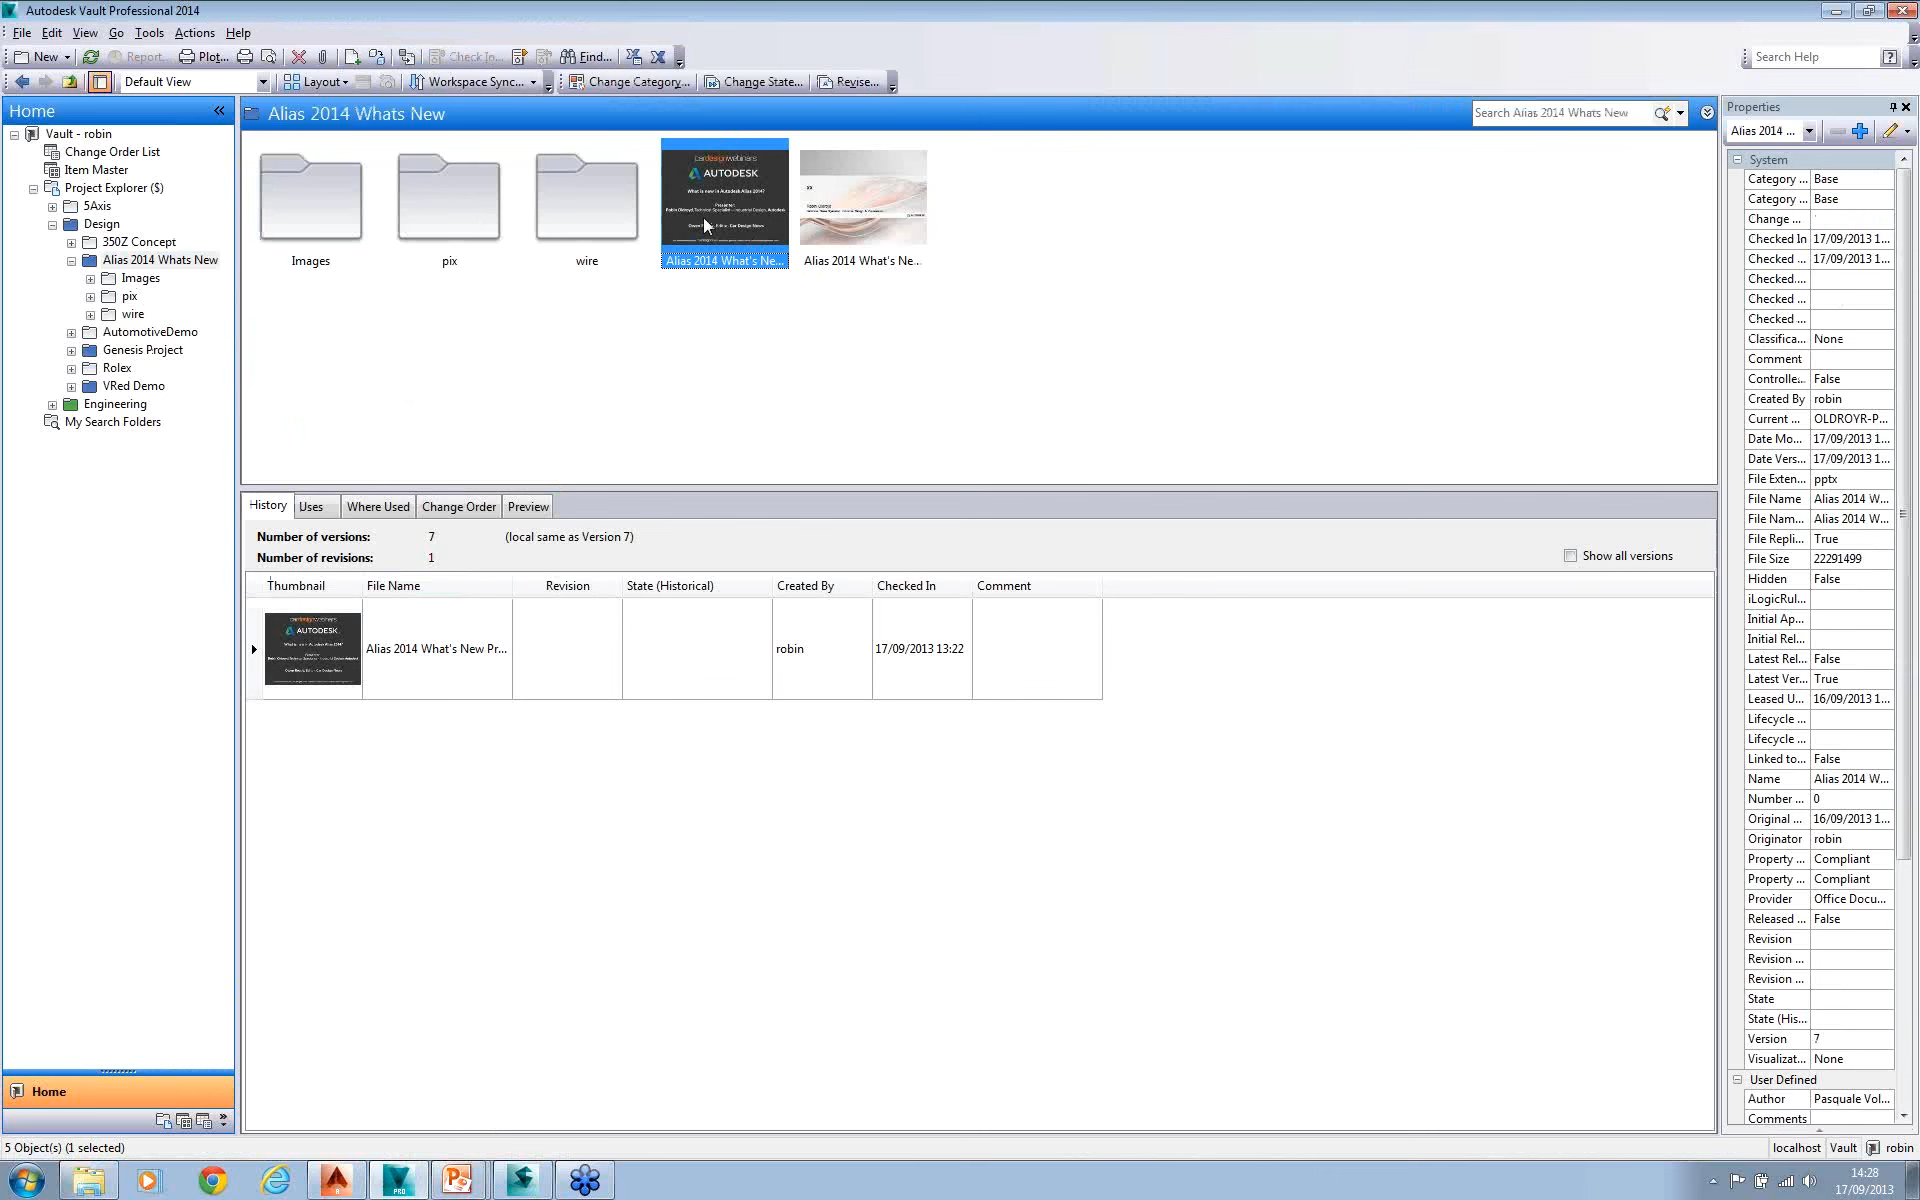 Autodesk Vault Professional 2014
File Edit View Go Tools Actions Help
New Report... Plot... Check In... Find... Search Help
Default View Layout Workspace Sync... Change Category... Change State... Revise...
Home
Vault - robin
Change Order List
Item Master
Project Explorer ($)
5Axis
Design
350Z Concept
Alias 2014 Whats New
Images
pix
wire
AutomotiveDemo
Genesis Project
Rolex
VRed Demo
Engineering
My Search Folders
Home
Alias 2014 Whats New
Search Alias 2014 Whats New
cardesignwebinars
AUTODESK
What is new in Autodesk Alias 2014?
Presenter:
Images
pix
wire
Alias 2014 What's Ne...
Alias 2014 What's Ne...
History Uses Where Used Change Order Preview
Number of versions: 7 (local same as Version 7)
Number of revisions: 1
Show all versions
Thumbnail File Name Revision State (Historical) Created By Checked In Comment
AUTODESK
Alias 2014 What's New Pr... robin 17/09/2013 13:22
Properties
Alias 2014 ...
System
Category ... Base
Category ... Base
Change ...
Checked In 17/09/2013 1...
Checked ... 17/09/2013 1...
Checked...
Checked ...
Checked ...
Classifica... None
Comment
Controlle... False
Created By robin
Current ... OLDROYR-P...
Date Mo... 17/09/2013 1...
Date Vers... 17/09/2013 1...
File Exten... pptx
File Name Alias 2014 W...
File Nam... Alias 2014 W...
File Repli... True
File Size 22291499
Hidden False
iLogicRul...
Initial Ap...
Initial Rel...
Latest Rel... False
Latest Ver... True
Leased U... 16/09/2013 1...
Lifecycle ...
Lifecycle ...
Linked to... False
Name Alias 2014 W...
Number ... 0
Original ... 16/09/2013 1...
Originator robin
Property ... Compliant
Property ... Compliant
Provider Office Docu...
Released ... False
Revision
Revision ...
Revision ...
State
State (His...
Version 7
Visualizat... None
User Defined
Author Pasquale Vol...
Comments
5 Object(s) (1 selected)
localhost Vault robin
PRO
14:28
17/09/2013